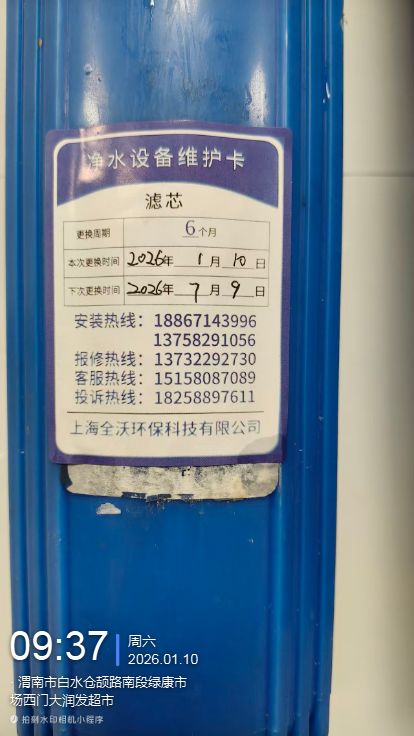 净水设备维护卡
滤芯
更换周期 6个月
本次更换时间 2026年 1月 10日
下次更换时间 2026年 7月 9日
安装热线：18867143996
13758291056
报修热线：13732292730
客服热线：15158087089
投诉热线：18258897611
上海全沃环保科技有限公司
09:37
周六
2026.01.10
渭南市白水仓颉路南段绿康市
场西门大润发超市
拍刻水印相机小程序